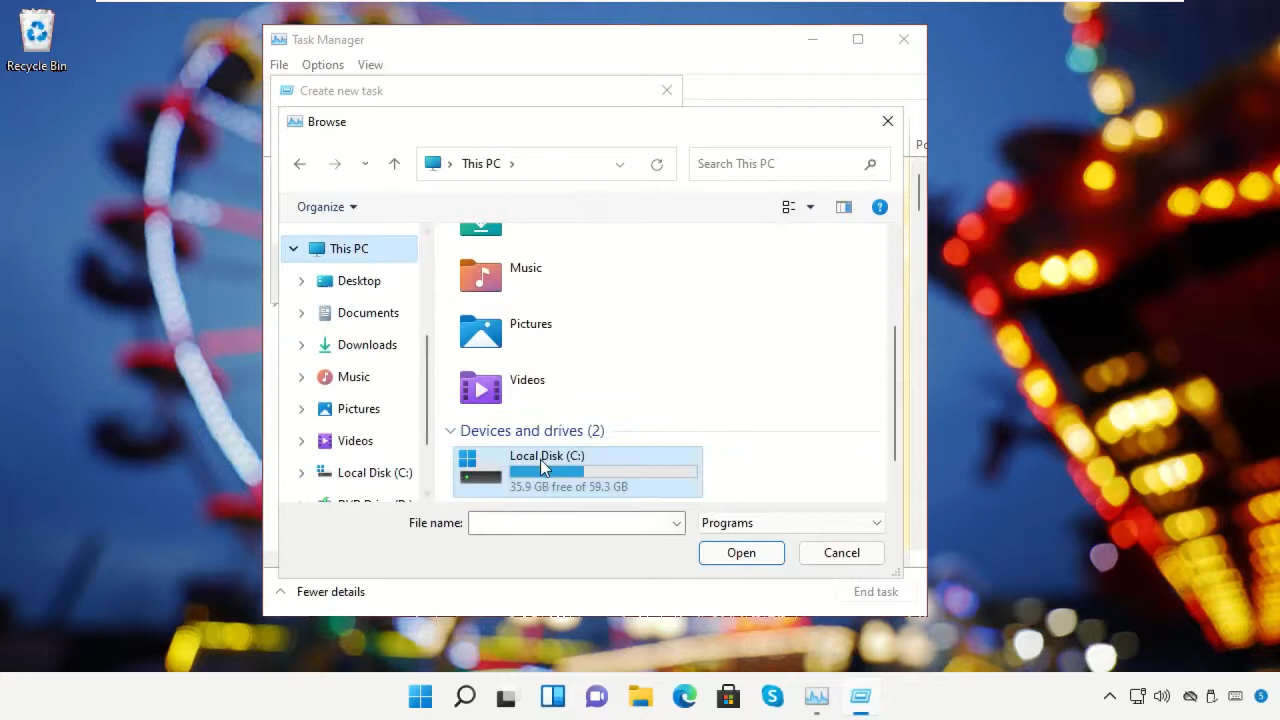 Recycle Bin
Task Manager
File Options View
Create new task
Browse
This PC
Search This PC
Organize
This PC
Desktop
Documents
Downloads
Music
Pictures
Videos
Local Disk (C:)
Music
Pictures
Videos
Devices and drives (2)
Local Disk (C:)
35.9 GB free of 59.3 GB
File name:
Programs
Open
Cancel
Fewer details
End task
5